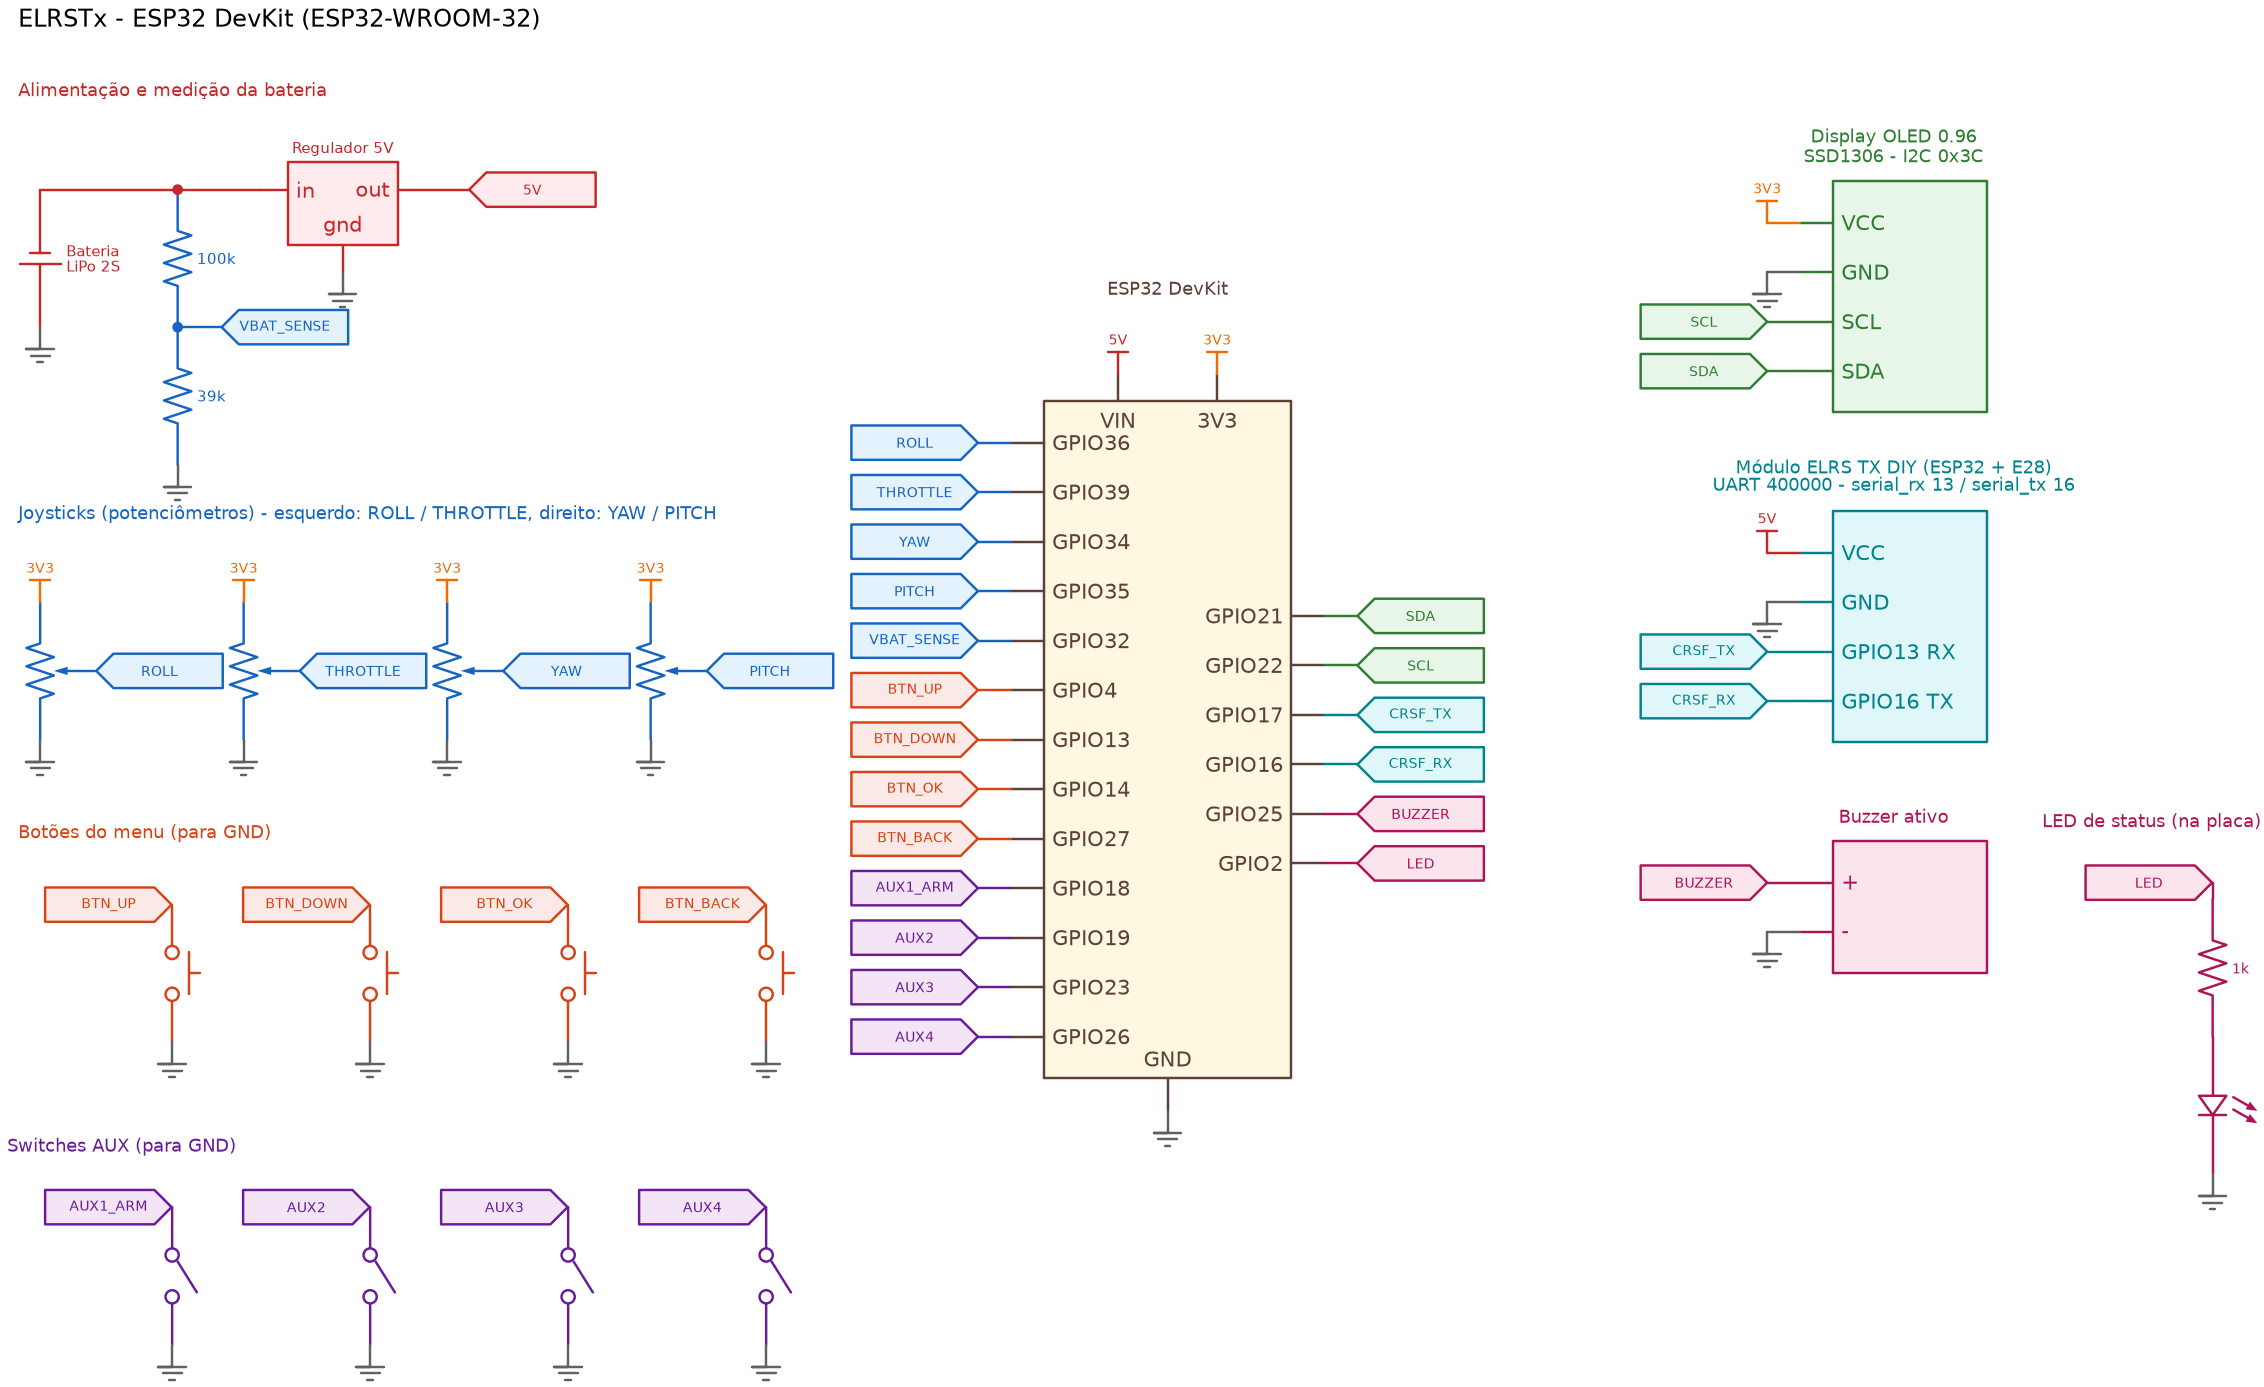 ELRSTx - ESP32 DevKit (ESP32-WROOM-32)
Alimentação e medição da bateria
Regulador 5V
in
out
gnd
5V
Bateria
LiPo 2S
100k
VBAT_SENSE
39k
Joysticks (potenciômetros) - esquerdo: ROLL / THROTTLE, direito: YAW / PITCH
3V3
3V3
3V3
3V3
ROLL
THROTTLE
YAW
PITCH
Botões do menu (para GND)
BTN_UP
BTN_DOWN
BTN_OK
BTN_BACK
Switches AUX (para GND)
AUX1_ARM
AUX2
AUX3
AUX4
ESP32 DevKit
5V
3V3
VIN
3V3
ROLL
GPIO36
THROTTLE
GPIO39
YAW
GPIO34
PITCH
GPIO35
VBAT_SENSE
GPIO32
BTN_UP
GPIO4
BTN_DOWN
GPIO13
BTN_OK
GPIO14
BTN_BACK
GPIO27
AUX1_ARM
GPIO18
AUX2
GPIO19
AUX3
GPIO23
AUX4
GPIO26
GND
GPIO21
SDA
GPIO22
SCL
GPIO17
CRSF_TX
GPIO16
CRSF_RX
GPIO25
BUZZER
GPIO2
LED
Display OLED 0.96
SSD1306 - I2C 0x3C
3V3
VCC
GND
SCL
SCL
SDA
SDA
Módulo ELRS TX DIY (ESP32 + E28)
UART 400000 - serial_rx 13 / serial_tx 16
5V
VCC
GND
CRSF_TX
GPIO13 RX
CRSF_RX
GPIO16 TX
Buzzer ativo
BUZZER
+
-
LED de status (na placa)
LED
1k